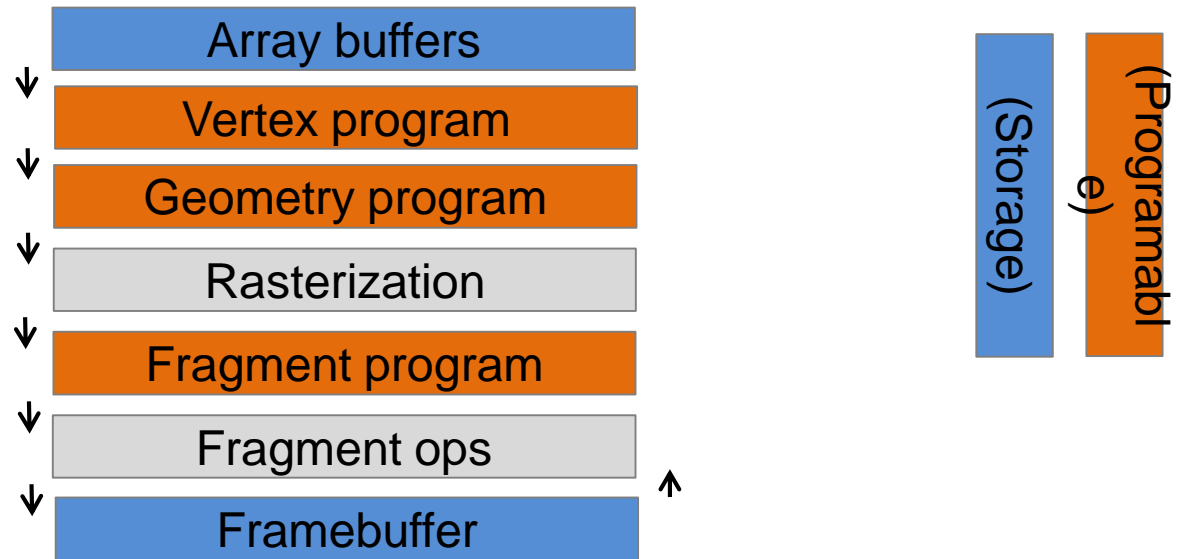 Array buffers
Vertex program
Geometry program
Rasterization
Fragment program
Fragment ops
Framebuffer
(Storage)
(Programabl
e)